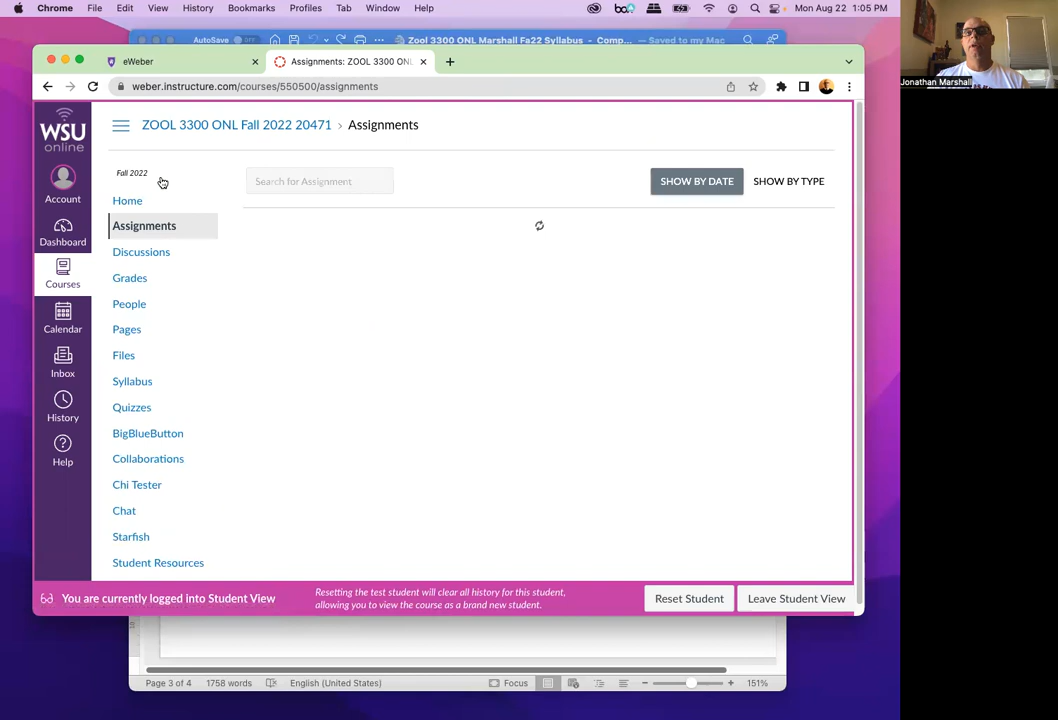 Chrome File Edit View History Bookmarks Profiles Tab Window Help Mon Aug 22 1:05 PM
AutoSave OFF Zool 3300 ONL Marshall Fa22 Syllabus - Comp... — Saved to my Mac
eWeber Assignments: ZOOL 3300 ONL
weber.instructure.com/courses/550500/assignments
Jonathan Marshall
WSU
online
ZOOL 3300 ONL Fall 2022 20471 › Assignments
Fall 2022
Search for Assignment
SHOW BY DATE SHOW BY TYPE
Account
Dashboard
Courses
Calendar
Inbox
History
Help
Home
Assignments
Discussions
Grades
People
Pages
Files
Syllabus
Quizzes
BigBlueButton
Collaborations
Chi Tester
Chat
Starfish
Student Resources
You are currently logged into Student View
Resetting the test student will clear all history for this student,
allowing you to view the course as a brand new student.
Reset Student Leave Student View
Page 3 of 4 1758 words English (United States) Focus 151%